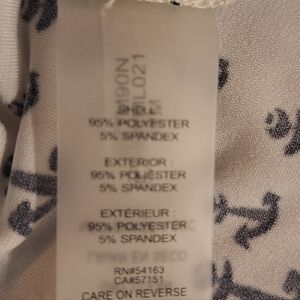 SHELL:
95% POLYESTER
5% SPANDEX
EXTERIOR :
95% POLIÉSTER
5% SPANDEX
EXTÉRIEUR :
95% POLYESTER
5% SPANDEX
RN#54163
CA#57151
CARE ON REVERSE